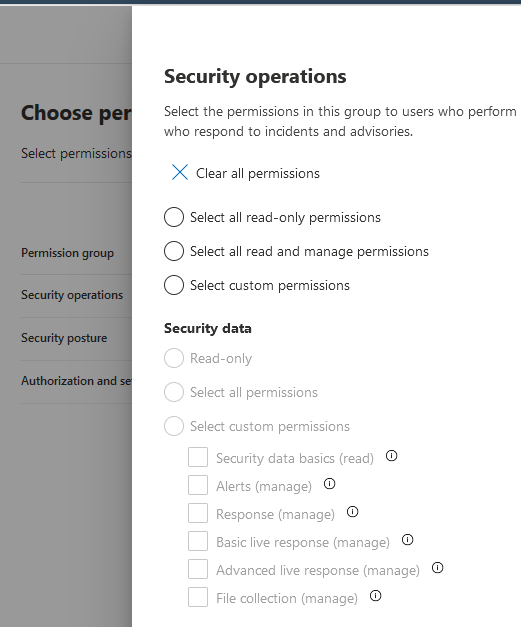 Choose per
Select permissions
Permission group
Security operations
Security posture
Authorization and se
Security operations
Select the permissions in this group to users who perform
who respond to incidents and advisories.
Clear all permissions
Select all read-only permissions
Select all read and manage permissions
Select custom permissions
Security data
Read-only
Select all permissions
Select custom permissions
Security data basics (read)
Alerts (manage)
Response (manage)
Basic live response (manage)
Advanced live response (manage)
File collection (manage)